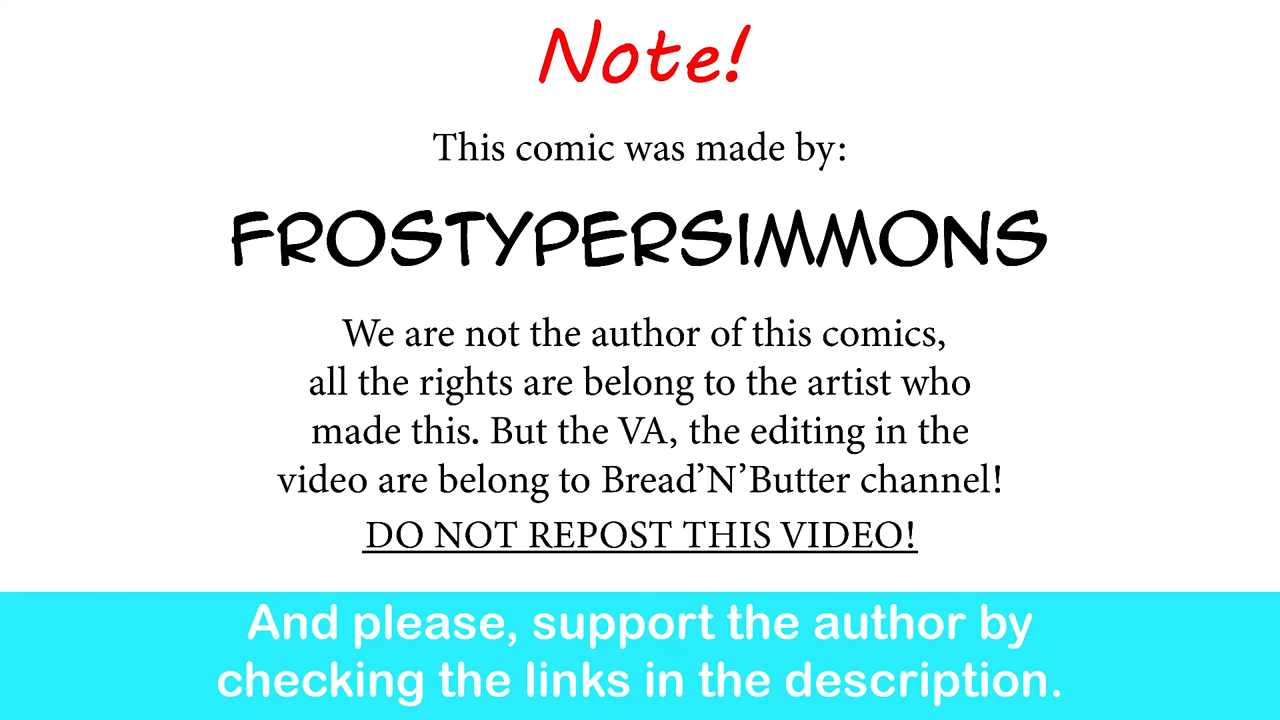 Note!
This comic was made by:
FROSTYPERSIMMONS
We are not the author of this comics,
all the rights are belong to the artist who
made this. But the VA, the editing in the
video are belong to Bread’N’Butter channel!
DO NOT REPOST THIS VIDEO!
And please, support the author by
checking the links in the description.